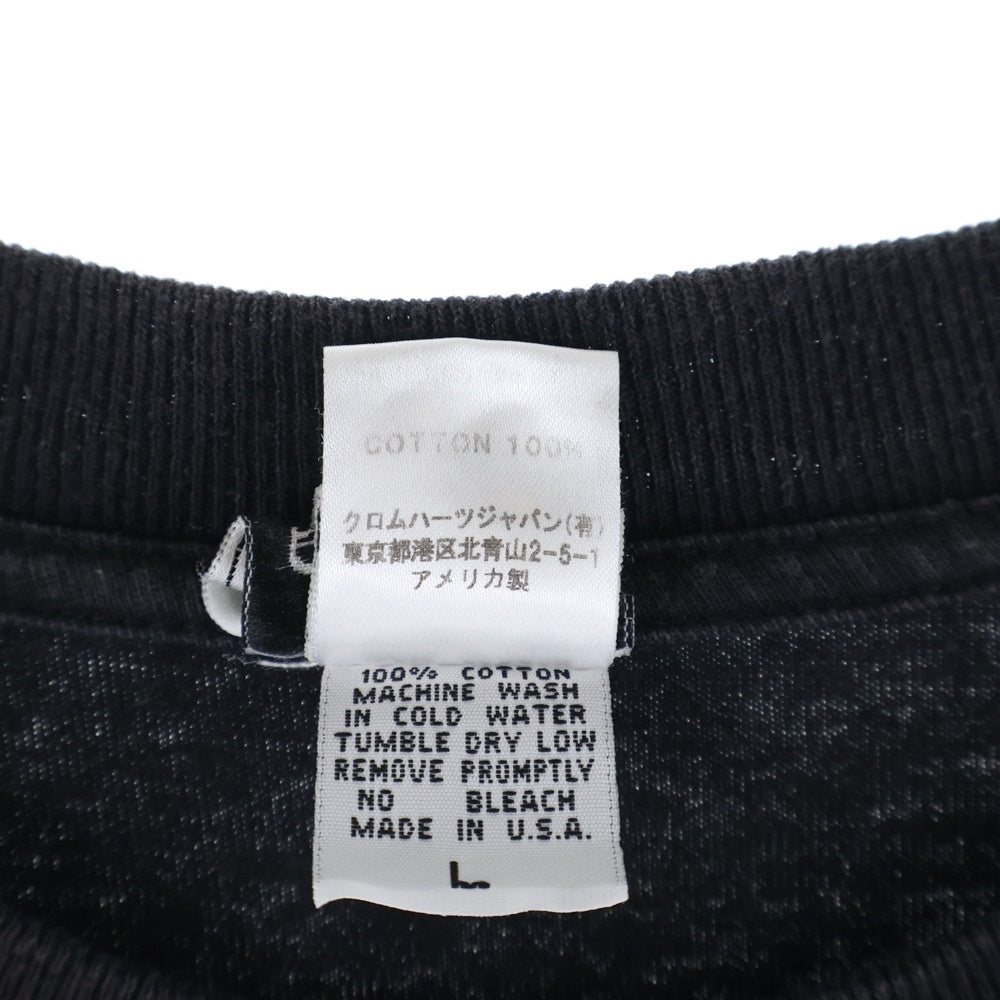 COTTON 100%
クロムハーツジャパン(有)
東京都港区北青山2-5-1
アメリカ製
100% COTTON
MACHINE WASH
IN COLD WATER
TUMBLE DRY LOW
REMOVE PROMPTLY
NO BLEACH
MADE IN U.S.A.
L